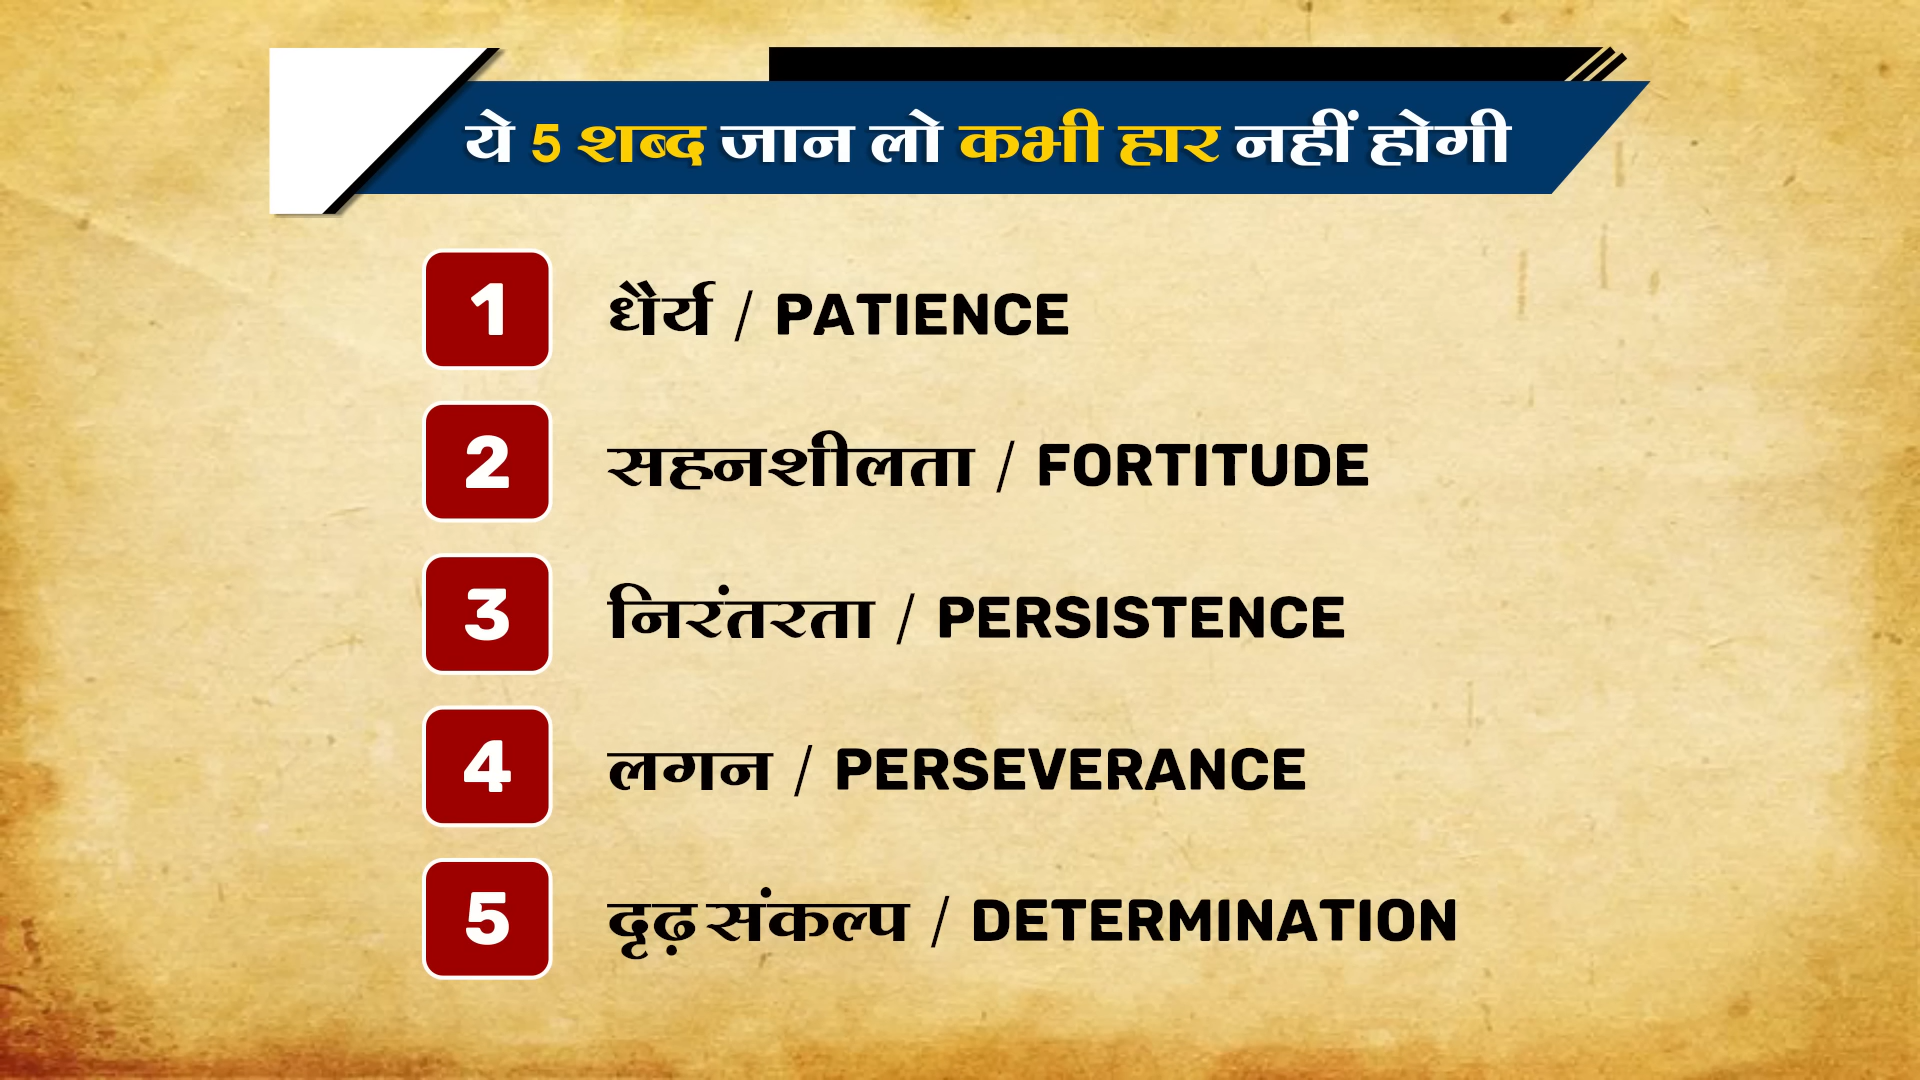 ये 5 शब्द जान लो कभी हार नहीं होगी
1 धैर्य / PATIENCE
2 सहनशीलता / FORTITUDE
3 निरंतरता / PERSISTENCE
4 लगन / PERSEVERANCE
5 दृढ़ संकल्प / DETERMINATION